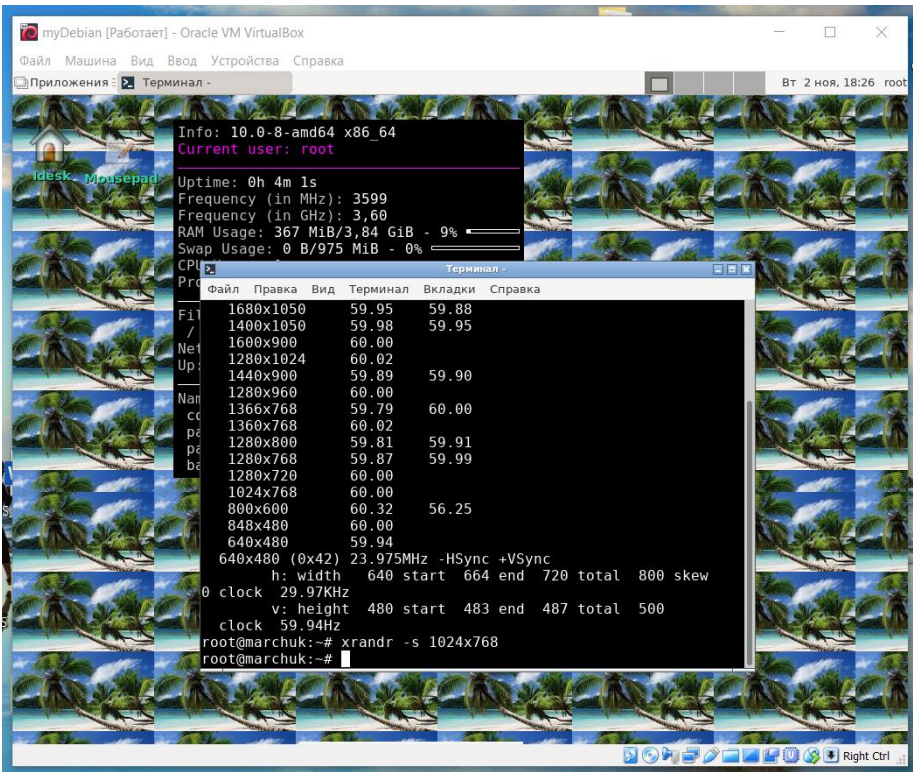 myDebian [Работает] - Oracle VM VirtualBox
Файл Машина Вид Ввод Устройства Справка
Приложения Терминал - Вт 2 ноя, 18:26 root
Info: 10.0-8-amd64 x86_64
Current user: root
Idesk Mousepad
Uptime: 0h 4m 1s
Frequency (in MHz): 3599
Frequency (in GHz): 3,60
RAM Usage: 367 MiB/3,84 GiB - 9%
Swap Usage: 0 B/975 MiB - 0%
Терминал -
Файл Правка Вид Терминал Вкладки Справка
1680x1050 59.95 59.88
1400x1050 59.98 59.95
1600x900 60.00
1280x1024 60.02
1440x900 59.89 59.90
1280x960 60.00
1366x768 59.79 60.00
1360x768 60.02
1280x800 59.81 59.91
1280x768 59.87 59.99
1280x720 60.00
1024x768 60.00
800x600 60.32 56.25
848x480 60.00
640x480 59.94
640x480 (0x42) 23.975MHz -HSync +VSync
h: width 640 start 664 end 720 total 800 skew
0 clock 29.97KHz
v: height 480 start 483 end 487 total 500
clock 59.94Hz
root@marchuk:~# xrandr -s 1024x768
root@marchuk:~#
Right Ctrl